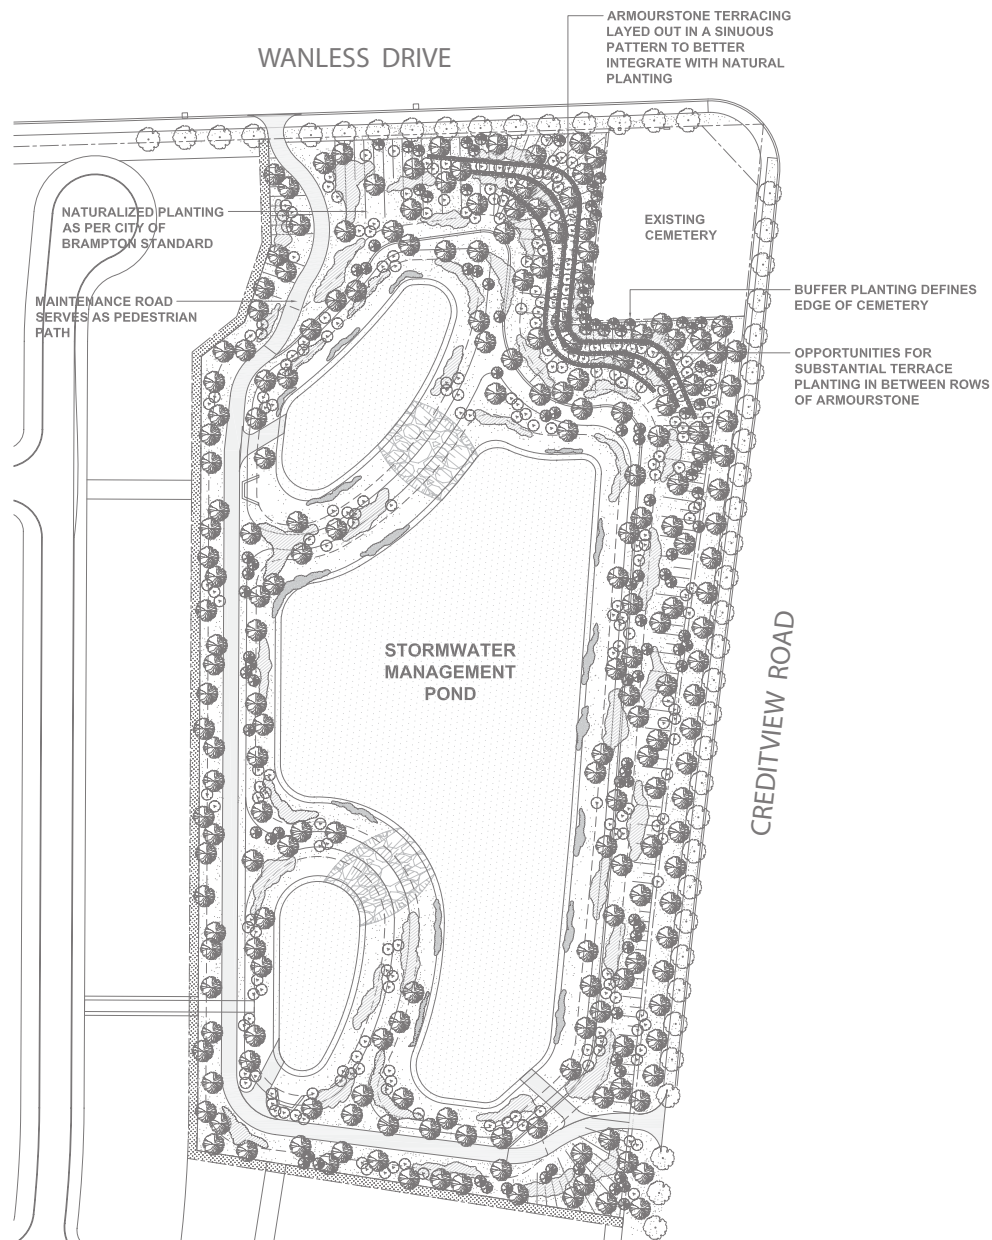 ARMOURSTONE TERRACING
LAYED OUT IN A SINUOUS
PATTERN TO BETTER
INTEGRATE WITH NATURAL
PLANTING
WANLESS DRIVE
NATURALIZED PLANTING
AS PER CITY OF
BRAMPTON STANDARD
EXISTING
CEMETERY
MAINTENANCE ROAD
SERVES AS PEDESTRIAN
PATH
BUFFER PLANTING DEFINES
EDGE OF CEMETERY
OPPORTUNITIES FOR
SUBSTANTIAL TERRACE
PLANTING IN BETWEEN ROWS
OF ARMOURSTONE
STORMWATER
MANAGEMENT
POND
CREDITVIEW ROAD